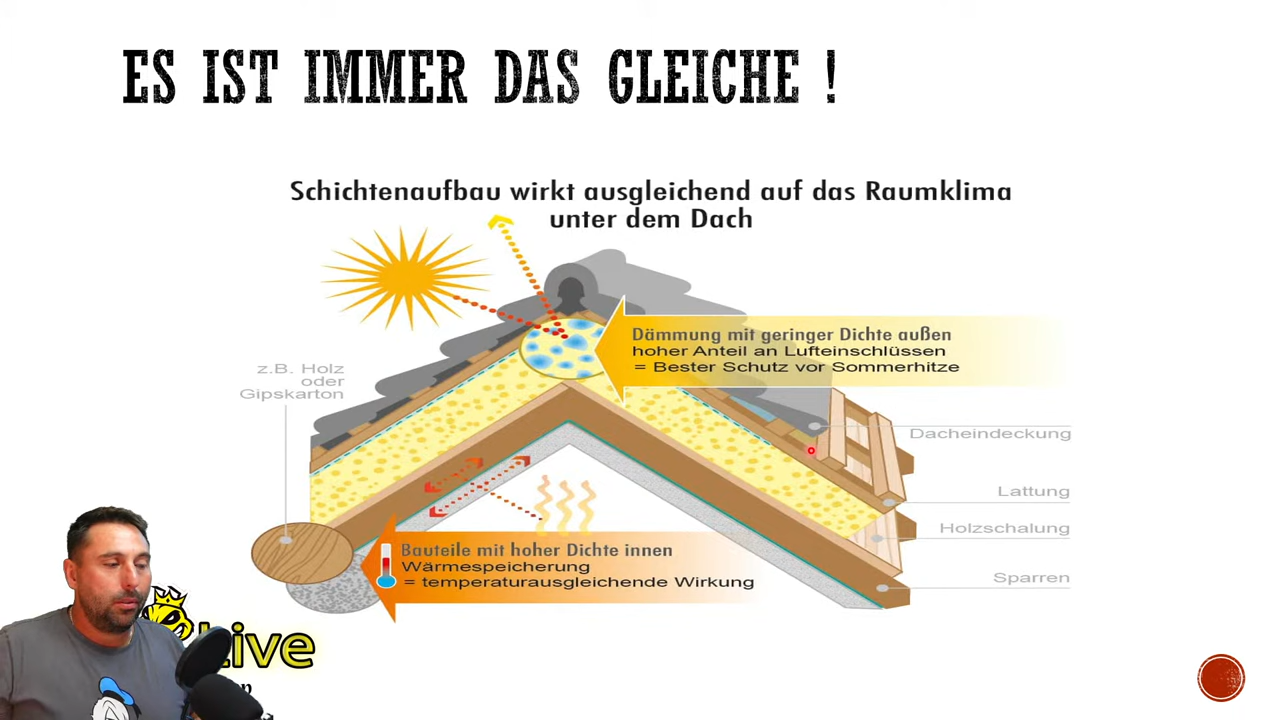 ES IST IMMER DAS GLEICHE !
Schichtenaufbau wirkt ausgleichend auf das Raumklima
unter dem Dach
Dämmung mit geringer Dichte außen
hoher Anteil an Lufteinschlüssen
= Bester Schutz vor Sommerhitze
z.B. Holz
oder
Gipskarton
Dacheindeckung
Lattung
Holzschalung
Sparren
Bauteile mit hoher Dichte innen
Wärmespeicherung
= temperaturausgleichende Wirkung
Live